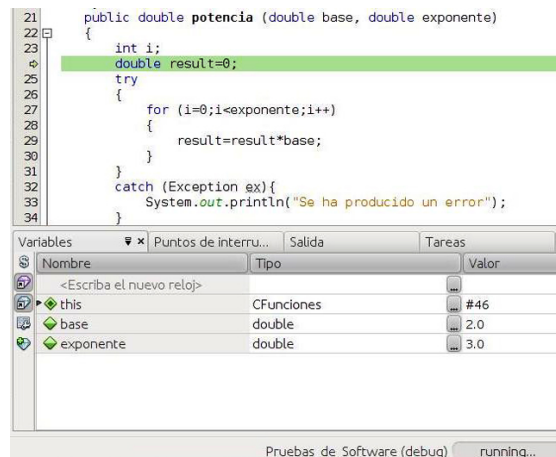 21 public double potencia (double base, double exponente)
22 {
23 int i;
double result=0;
25 try
26 {
27 for (i=0;i<exponente;i++)
28 {
29 result=result*base;
30 }
31 }
32 catch (Exception ex){
33 System.out.println("Se ha producido un error");
34 }
Variables Puntos de interru... Salida Tareas
Nombre Tipo Valor
<Escriba el nuevo reloj> ...
this CFunciones ... #46
base double ... 2.0
exponente double ... 3.0
Pruebas de Software (debug) running...